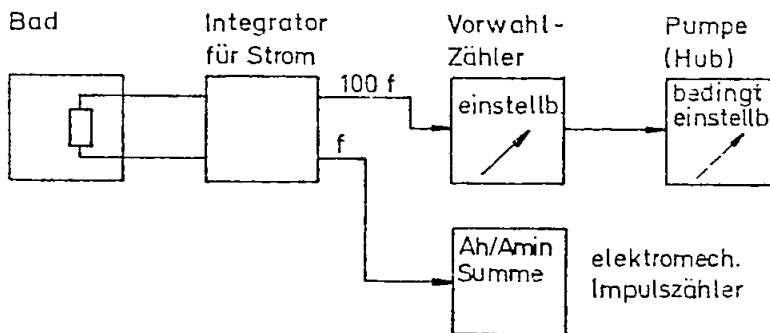 Bad
Integrator
für Strom
Vorwahl-
Zähler
Pumpe
(Hub)
100 f
f
einstellb.
bedingt
einstellb.
Ah/Amin
Summe
elektromech.
Impulszähler